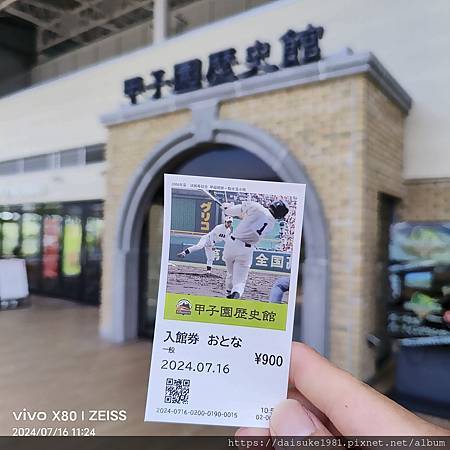 甲子園歴史館
グリ
1
全国
甲子園歴史館
入館券 おとな
一般
¥900
2024.07.16
2024-0716-0200-0190-0015
vivo X80 | ZEISS
2024/07/16 11:24
https://daisuke1981.pixnet.net/album